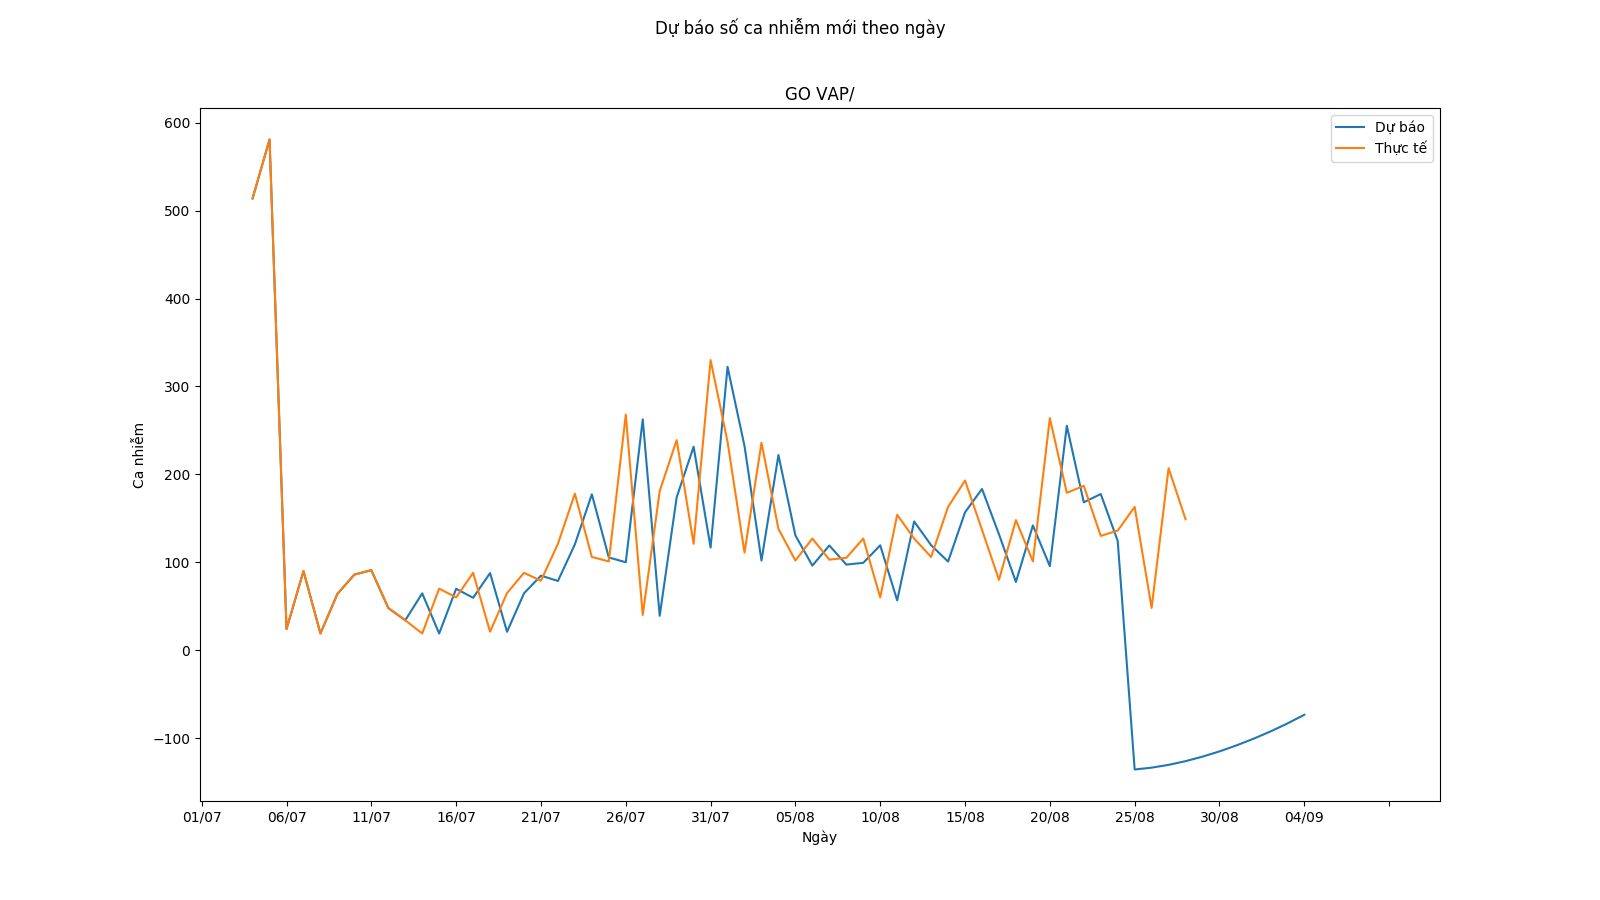 Dự báo số ca nhiễm mới theo ngày
GO VAP/
Dự báo
Thực tế
600
500
400
300
200
100
0
−100
Ca nhiễm
01/07 06/07 11/07 16/07 21/07 26/07 31/07 05/08 10/08 15/08 20/08 25/08 30/08 04/09
Ngày